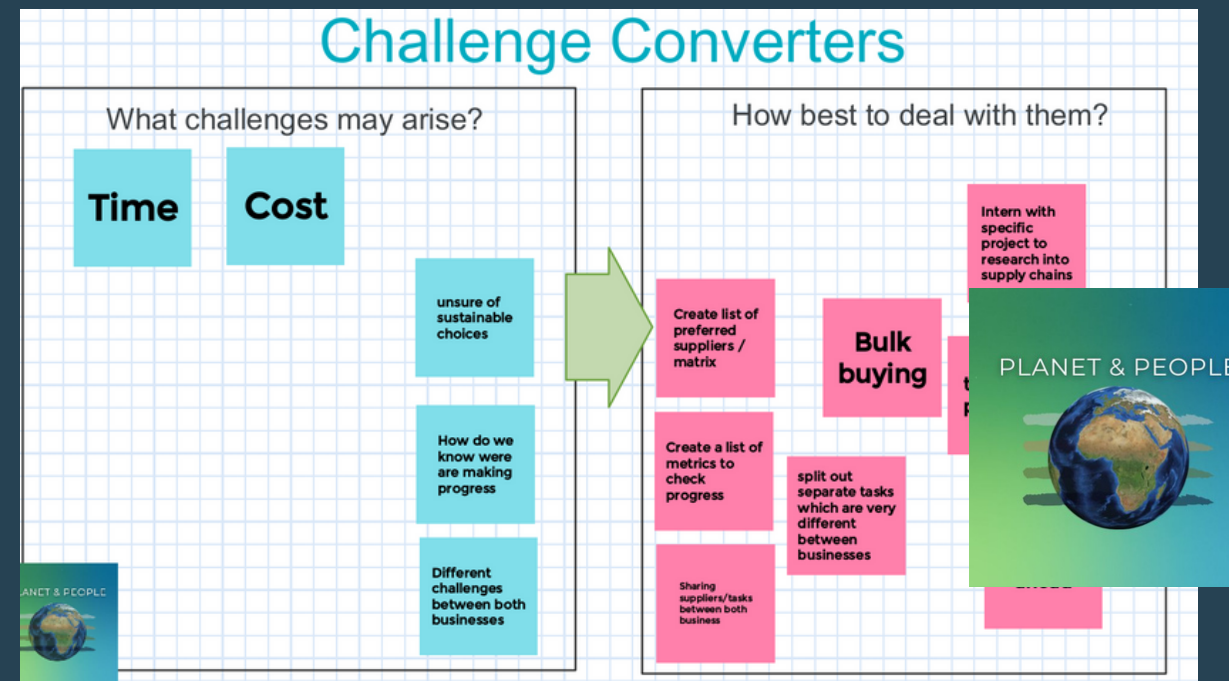 Challenge Converters
What challenges may arise?
Time
Cost
unsure of
sustainable
choices
How do we
know were
are making
progress
Different
challenges
between both
businesses
How best to deal with them?
Intern with
specific
project to
research into
supply chains
Create list of
preferred
suppliers /
matrix
Bulk
buying
Create a list of
metrics to
check
progress
split out
separate tasks
which are very
different
between
businesses
Sharing
suppliers/tasks
between both
business
PLANET & PEOPLE
ANET & PEOPLE